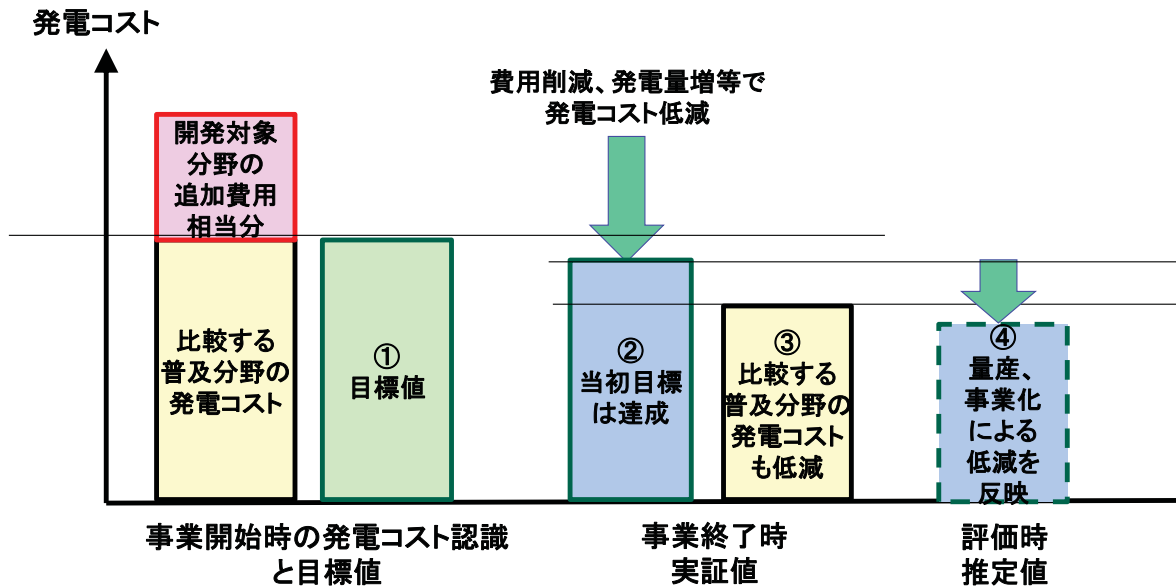 発電コスト
費用削減、発電量増等で
発電コスト低減
開発対象
分野の
追加費用
相当分
比較する
普及分野の
発電コスト
①
目標値
②
当初目標
は達成
③
比較する
普及分野の
発電コスト
も低減
④
量産、
事業化
による
低減を
反映
事業開始時の発電コスト認識
と目標値
事業終了時
実証値
評価時
推定値